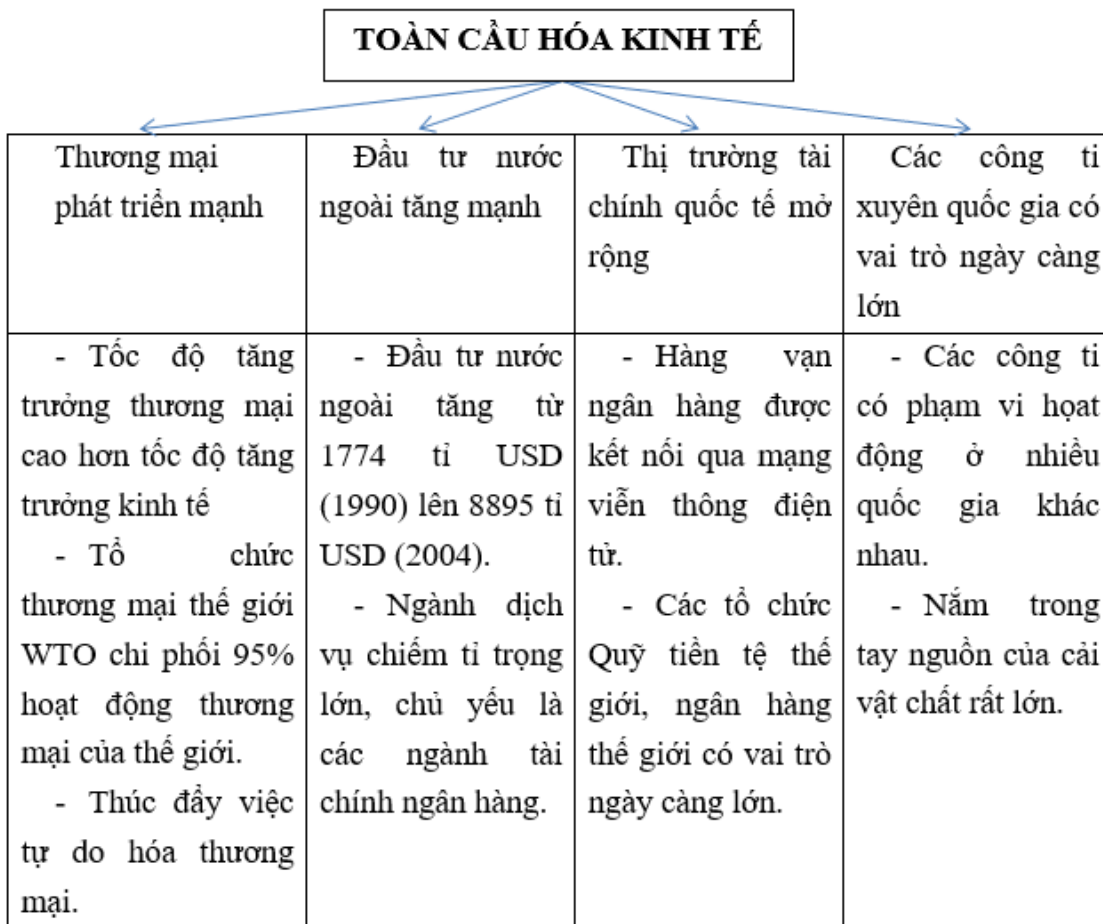 TOÀN CẦU HÓA KINH TẾ
Thương mại
phát triển mạnh
Đầu tư nước
ngoài tăng mạnh
Thị trường tài
chính quốc tế mở
rộng
Các công ti
xuyên quốc gia có
vai trò ngày càng
lớn
- Tốc độ tăng
trưởng thương mại
cao hơn tốc độ tăng
trưởng kinh tế
- Tổ chức
thương mại thế giới
WTO chi phối 95%
hoạt động thương
mại của thế giới.
- Thúc đẩy việc
tự do hóa thương
mại.
- Đầu tư nước
ngoài tăng từ
1774 tỉ USD
(1990) lên 8895 tỉ
USD (2004).
- Ngành dịch
vụ chiếm tỉ trọng
lớn, chủ yếu là
các ngành tài
chính ngân hàng.
- Hàng vạn
ngân hàng được
kết nối qua mạng
viễn thông điện
tử.
- Các tổ chức
Quỹ tiền tệ thế
giới, ngân hàng
thế giới có vai trò
ngày càng lớn.
- Các công ti
có phạm vi họat
động ở nhiều
quốc gia khác
nhau.
- Nắm trong
tay nguồn của cải
vật chất rất lớn.